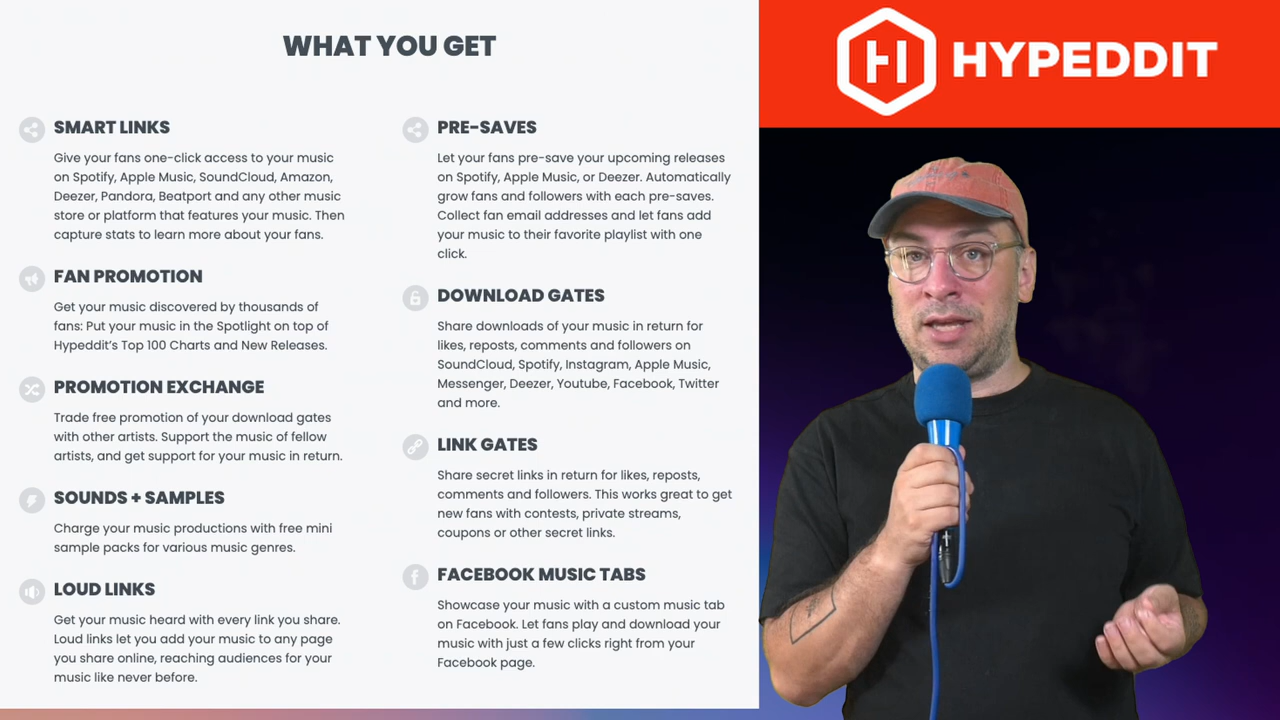 WHAT YOU GET
SMART LINKS
Give your fans one-click access to your music
on Spotify, Apple Music, SoundCloud, Amazon,
Deezer, Pandora, Beatport and any other music
store or platform that features your music. Then
capture stats to learn more about your fans.
FAN PROMOTION
Get your music discovered by thousands of
fans: Put your music in the Spotlight on top of
Hypeddit's Top 100 Charts and New Releases.
PROMOTION EXCHANGE
Trade free promotion of your download gates
with other artists. Support the music of fellow
artists, and get support for your music in return.
SOUNDS + SAMPLES
Charge your music productions with free mini
sample packs for various music genres.
LOUD LINKS
Get your music heard with every link you share.
Loud links let you add your music to any page
you share online, reaching audiences for your
music like never before.
PRE-SAVES
Let your fans pre-save your upcoming releases
on Spotify, Apple Music, or Deezer. Automatically
grow fans and followers with each pre-saves.
Collect fan email addresses and let fans add
your music to their favorite playlist with one
click.
DOWNLOAD GATES
Share downloads of your music in return for
likes, reposts, comments and followers on
SoundCloud, Spotify, Instagram, Apple Music,
Messenger, Deezer, Youtube, Facebook, Twitter
and more.
LINK GATES
Share secret links in return for likes, reposts,
comments and followers. This works great to get
new fans with contests, private streams,
coupons or other secret links.
FACEBOOK MUSIC TABS
Showcase your music with a custom music tab
on Facebook. Let fans play and download your
music with just a few clicks right from your
Facebook page.
HYPEDDIT